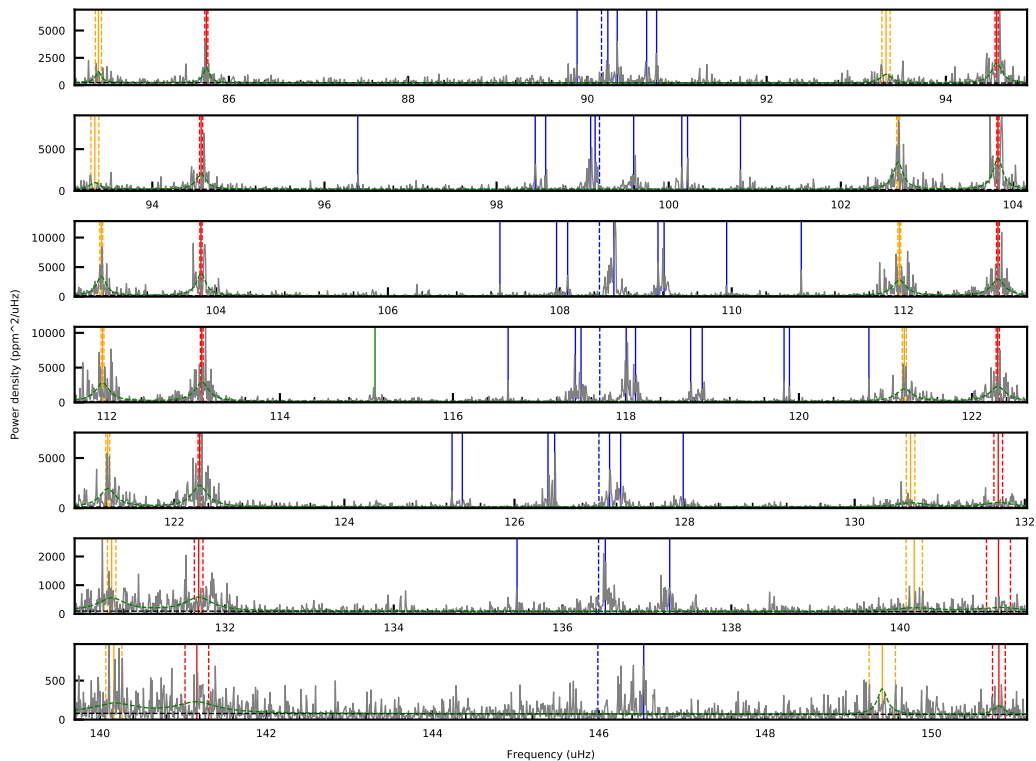 5000
2500
0
86 88 90 92 94
5000
0
94 96 98 100 102 104
10000
5000
0
104 106 108 110 112
Power density (ppm^2/uHz)
10000
5000
0
112 114 116 118 120 122
5000
0
122 124 126 128 130 132
2000
1000
0
132 134 136 138 140
500
0
140 142 144 146 148 150
Frequency (uHz)